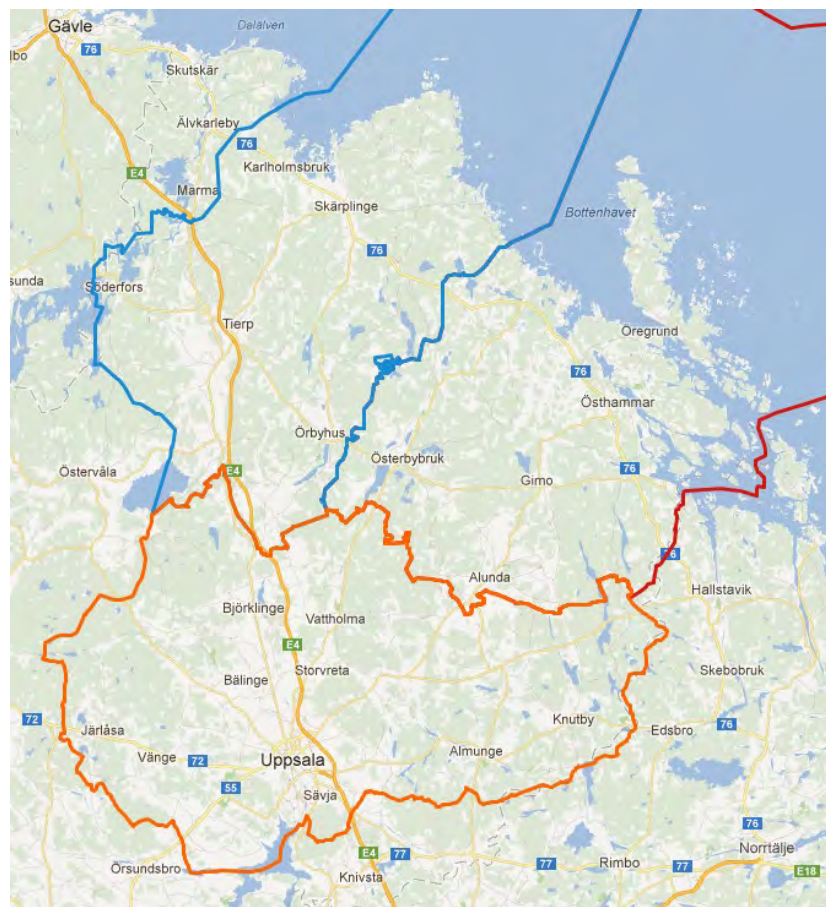 Gävle
Dalälven
76
lbo
Skutskär
Älvkarleby
76
Karlholmsbruk
E4
Marma
Skärplinge
Bottenhavet
76
sunda
Söderfors
Tierp
Öregrund
76
Östhammar
Örbyhus
Österbybruk
Östervåla
E4
76
Gimo
76
Alunda
Hallstavik
Björklinge
Vattholma
E4
Storvreta
Skebobruk
Bälinge
72
Järlåsa
Knutby
Edsbro
76
Vänge
72
Uppsala
Almunge
55
Sävja
76
Norrtälje
E4
77
Örsundsbro
77
Rimbo
77
E18
Knivsta